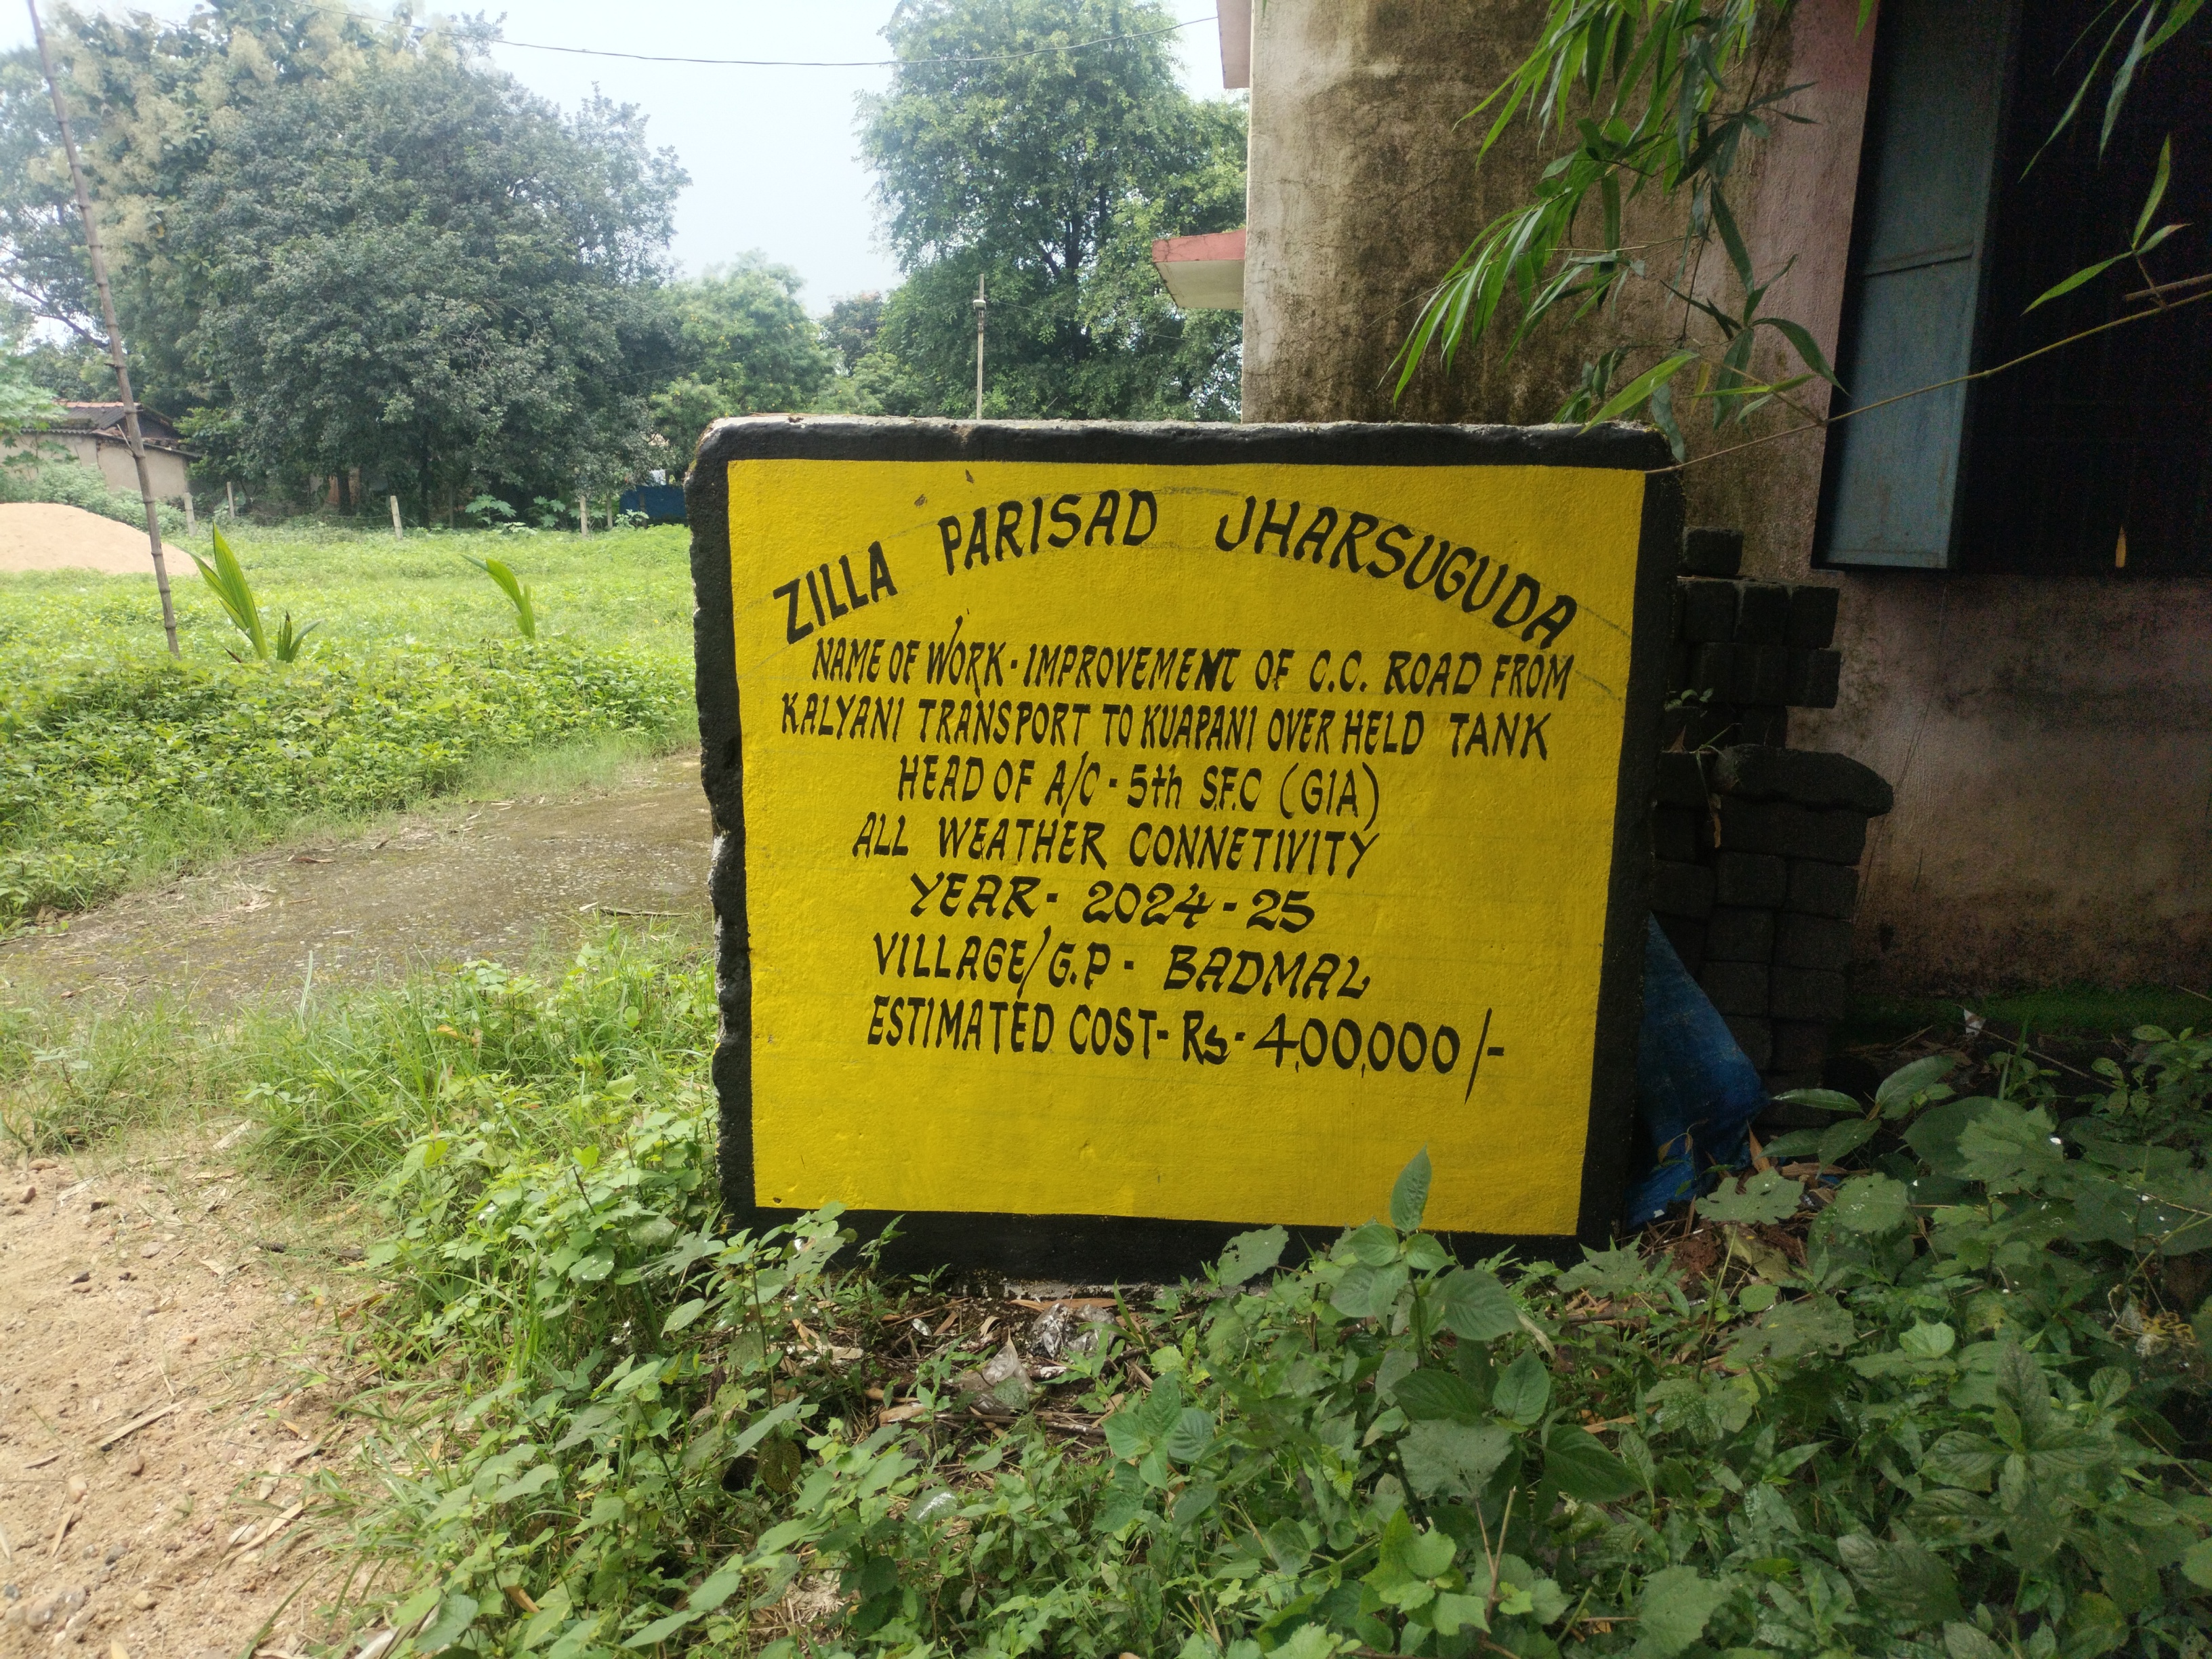 ZILLA PARISAD JHARSUGUDA
NAME OF WORK - IMPROVEMENT OF C.C. ROAD FROM
KALYANI TRANSPORT TO KUAPANI OVER HELD TANK
HEAD OF A/C - 5th S.F.C (GIA)
ALL WEATHER CONNETIVITY
YEAR - 2024 - 25
VILLAGE/G.P - BADMAL
ESTIMATED COST - Rs - 4,00,000/-